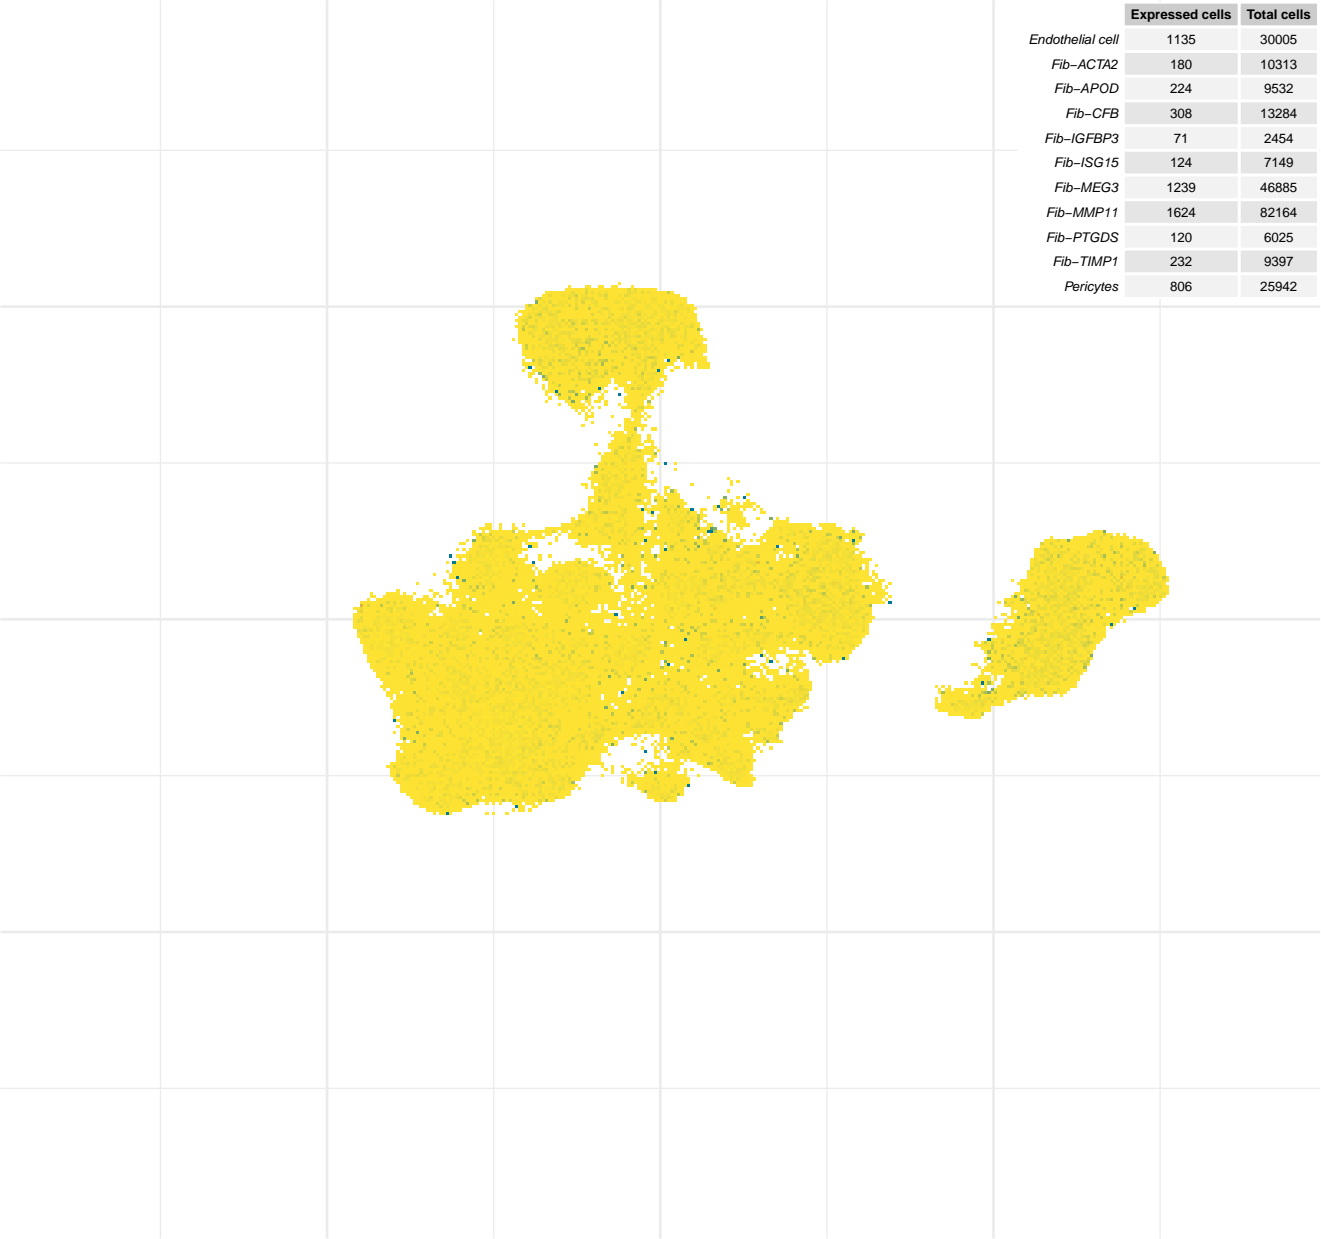 Expressed cells Total cells
Endothelial cell 1135 30005
Fib−ACTA2 180 10313
Fib−APOD 224 9532
Fib−CFB 308 13284
Fib−IGFBP3 71 2454
Fib−ISG15 124 7149
Fib−MEG3 1239 46885
Fib−MMP11 1624 82164
Fib−PTGDS 120 6025
Fib−TIMP1 232 9397
Pericytes 806 25942